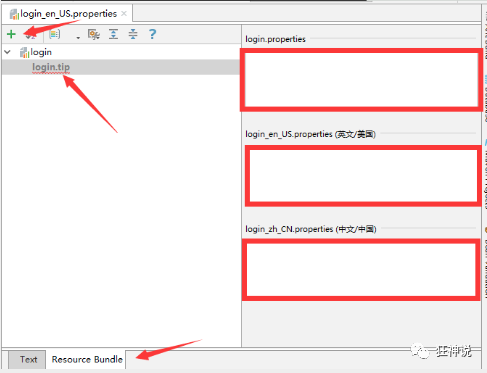 login_en_US.properties
login
login.tip
login.properties
login_en_US.properties (英文/美国)
login_zh_CN.properties (中文/中国)
Text
Resource Bundle
狂神说